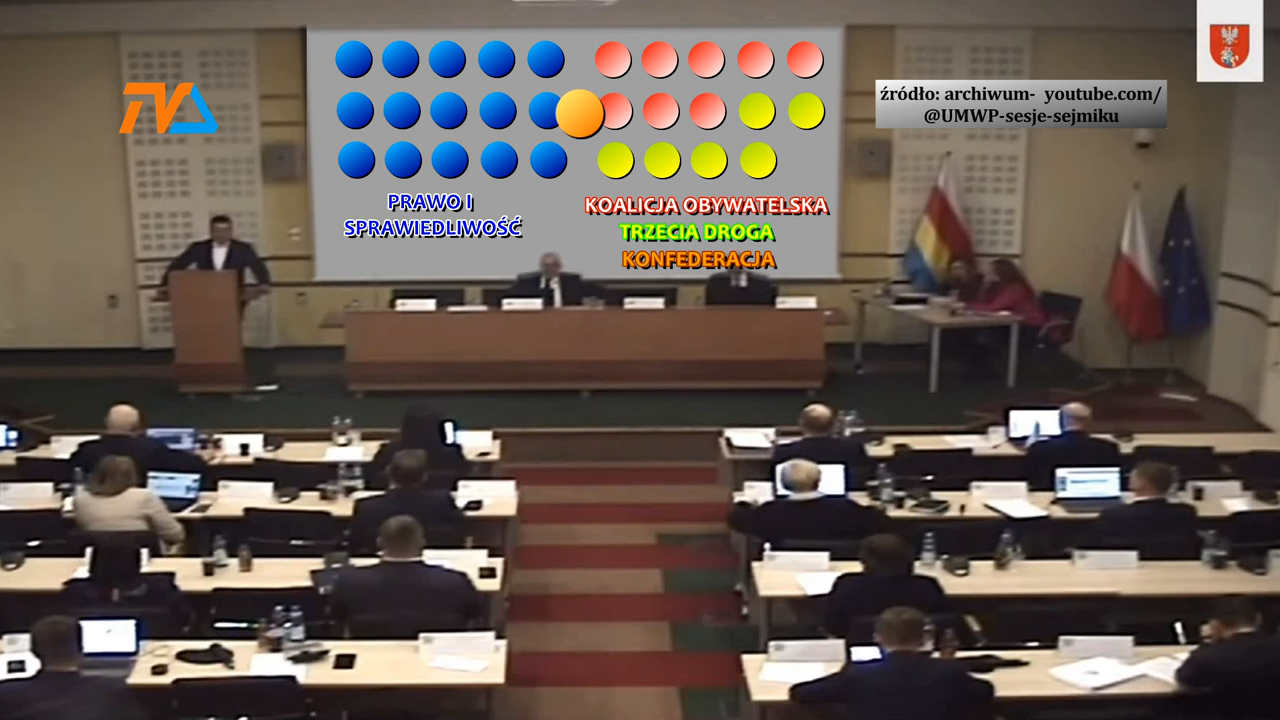 TVA
źródło: archiwum- youtube.com/
@UMWP-sesje-sejmiku
PRAWO I
SPRAWIEDLIWOŚĆ
KOALICJA OBYWATELSKA
TRZECIA DROGA
KONFEDERACJA